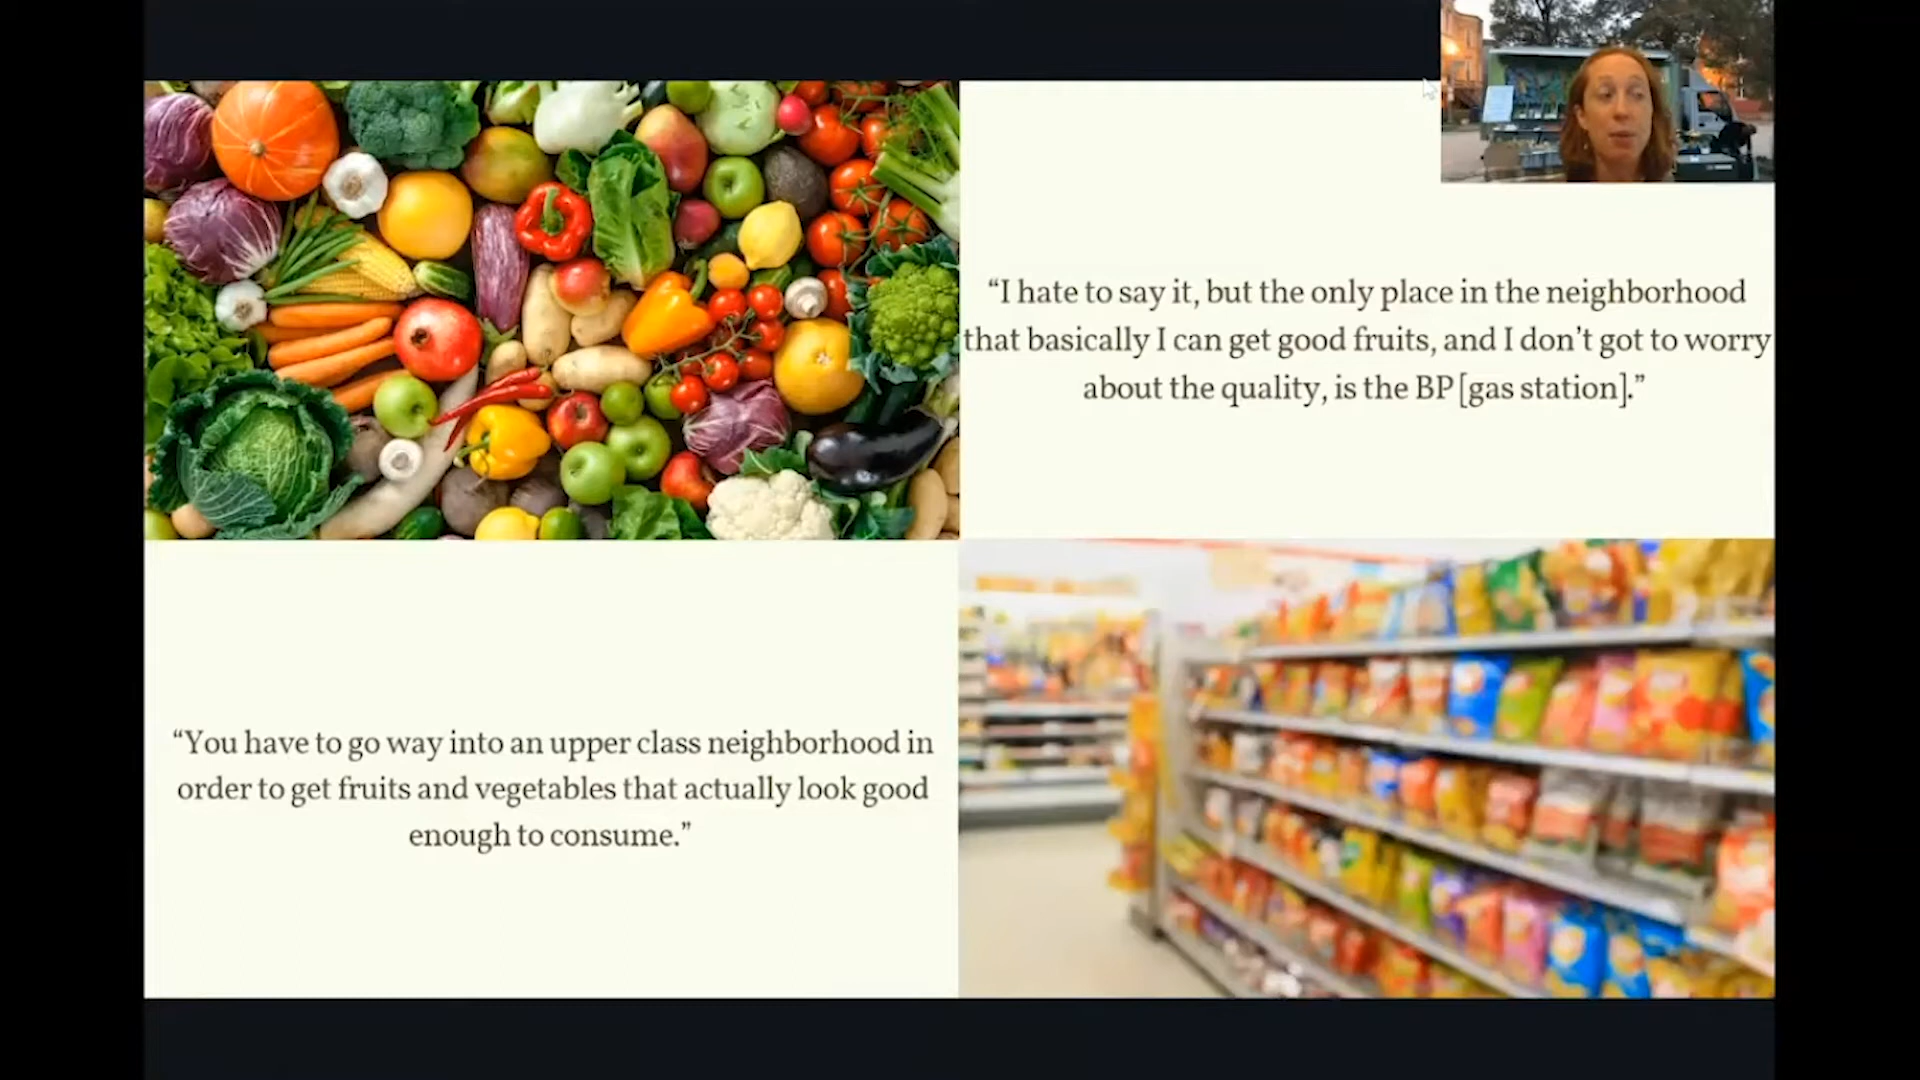 “I hate to say it, but the only place in the neighborhood
that basically I can get good fruits, and I don’t got to worry
about the quality, is the BP [gas station].”
“You have to go way into an upper class neighborhood in
order to get fruits and vegetables that actually look good
enough to consume.”